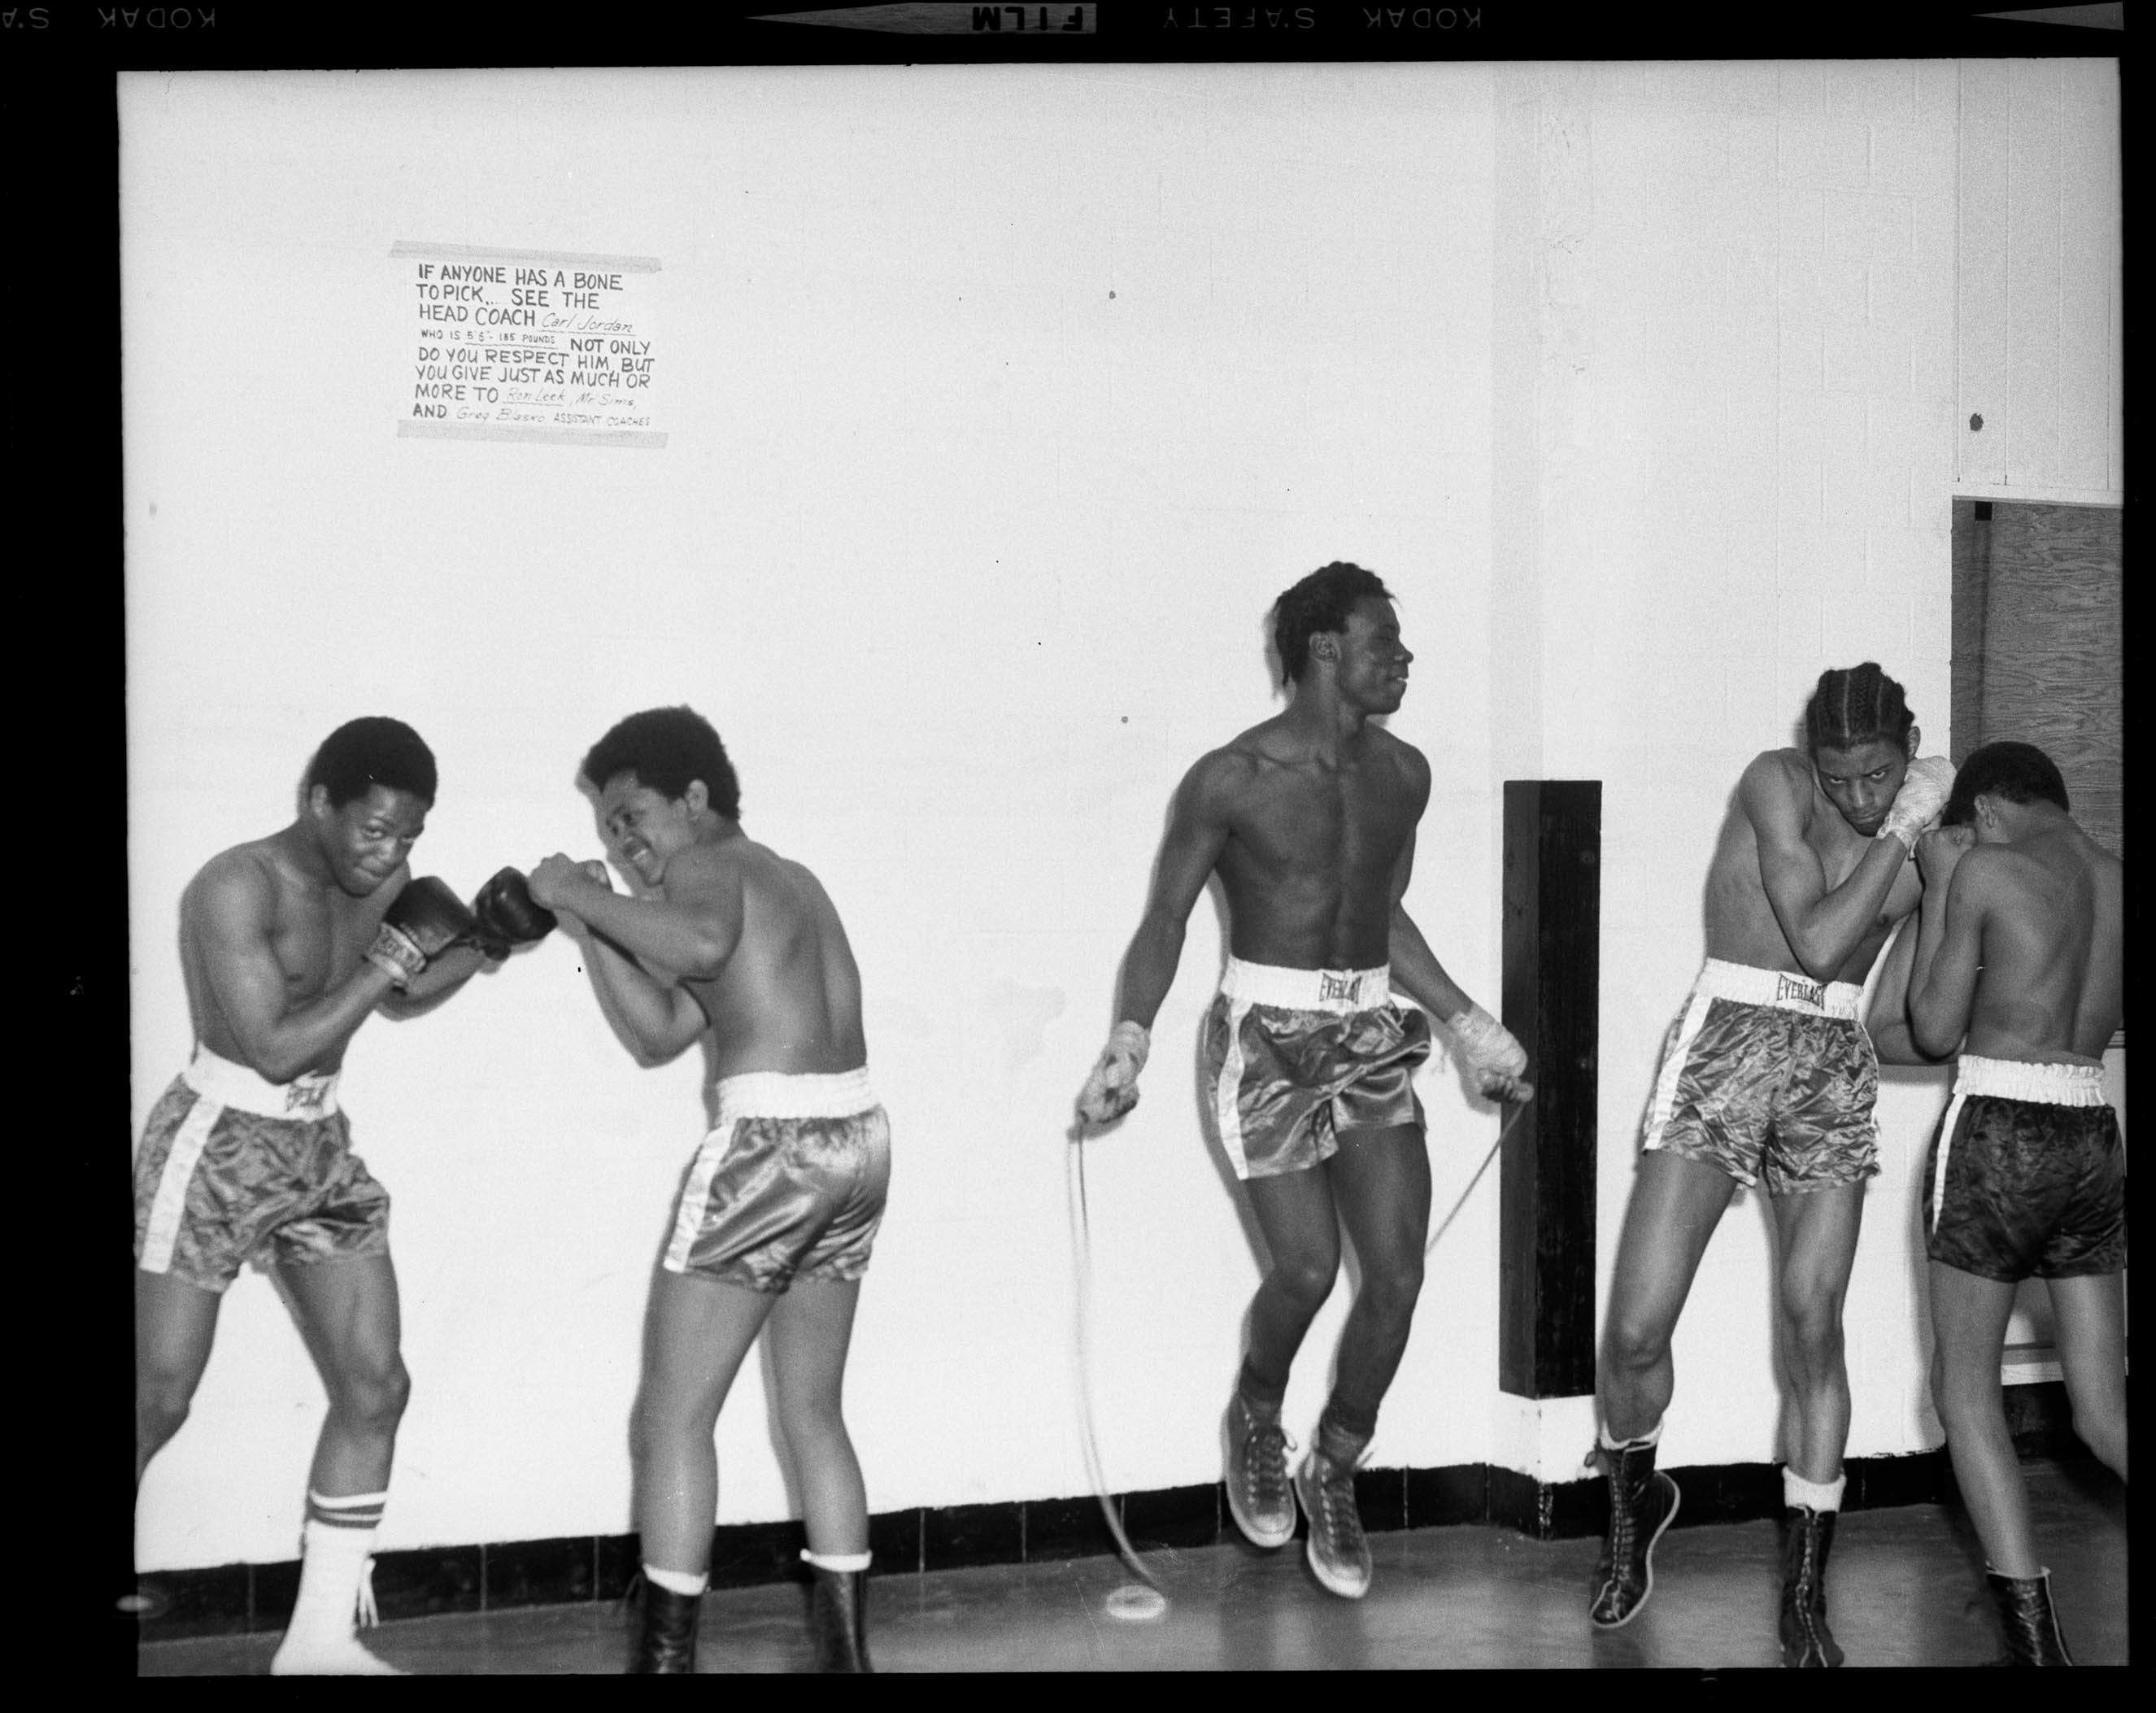 KODAK SAFETY FILM KODAK SA
IF ANYONE HAS A BONE
TO PICK... SEE THE
HEAD COACH Carl Jordan
WHO IS 5'5"- 185 POUNDS NOT ONLY
DO YOU RESPECT HIM, BUT
YOU GIVE JUST AS MUCH OR
MORE TO Ron Leek, Mr Sims,
AND Greg Blasko ASSISTANT COACHES
EVERLAST
EVERLAST